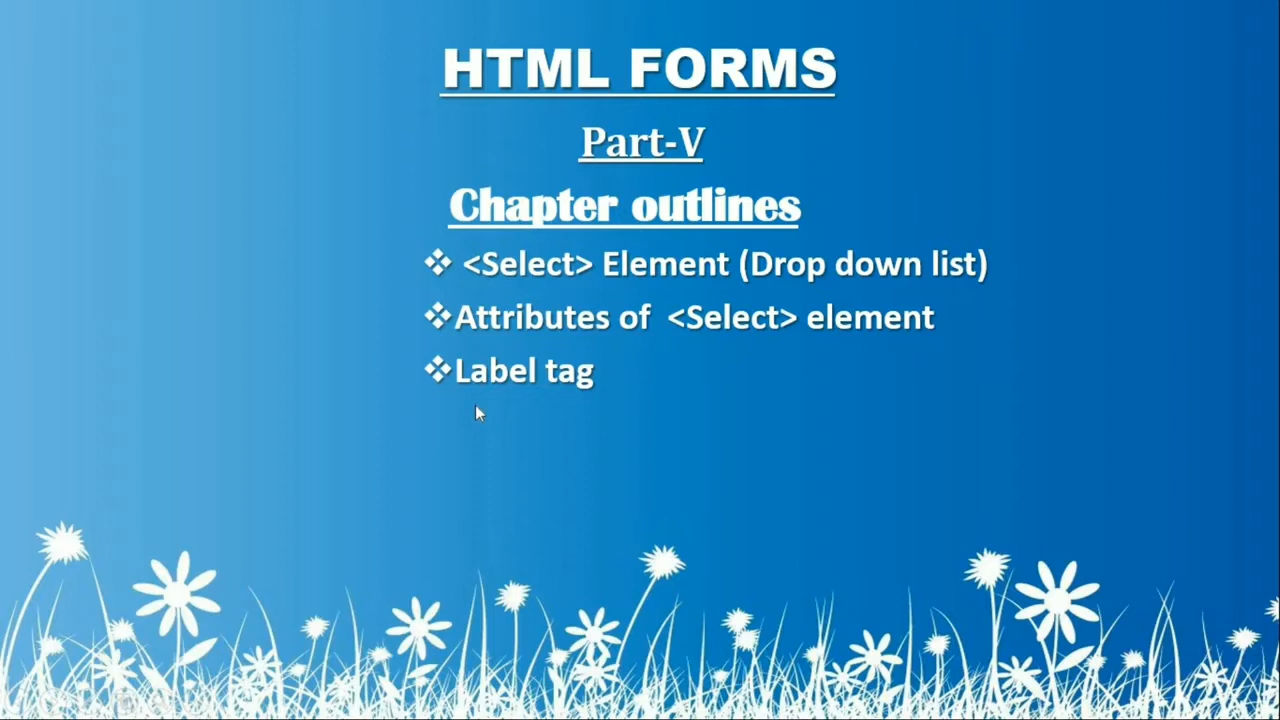 HTML FORMS
Part-V
Chapter outlines
❖ <Select> Element (Drop down list)
❖Attributes of <Select> element
❖Label tag